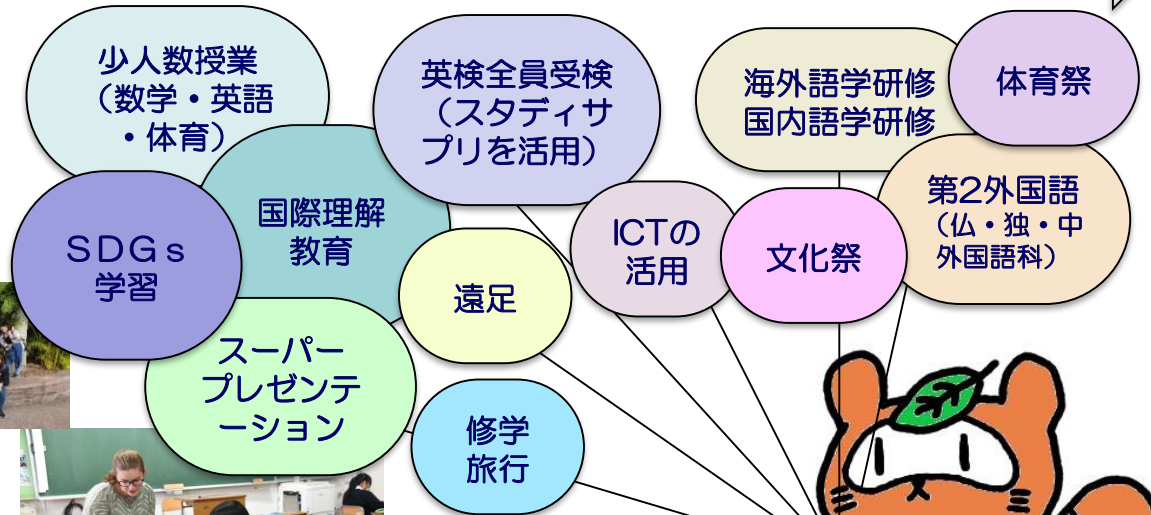 少人数授業
（数学・英語
・体育）
英検全員受検
（スタディサ
プリを活用）
海外語学研修
国内語学研修
体育祭
国際理解
教育
ＳＤＧｓ
学習
遠足
ICTの
活用
文化祭
第2外国語
（仏・独・中
外国語科）
スーパー
プレゼンテ
ーション
修学
旅行